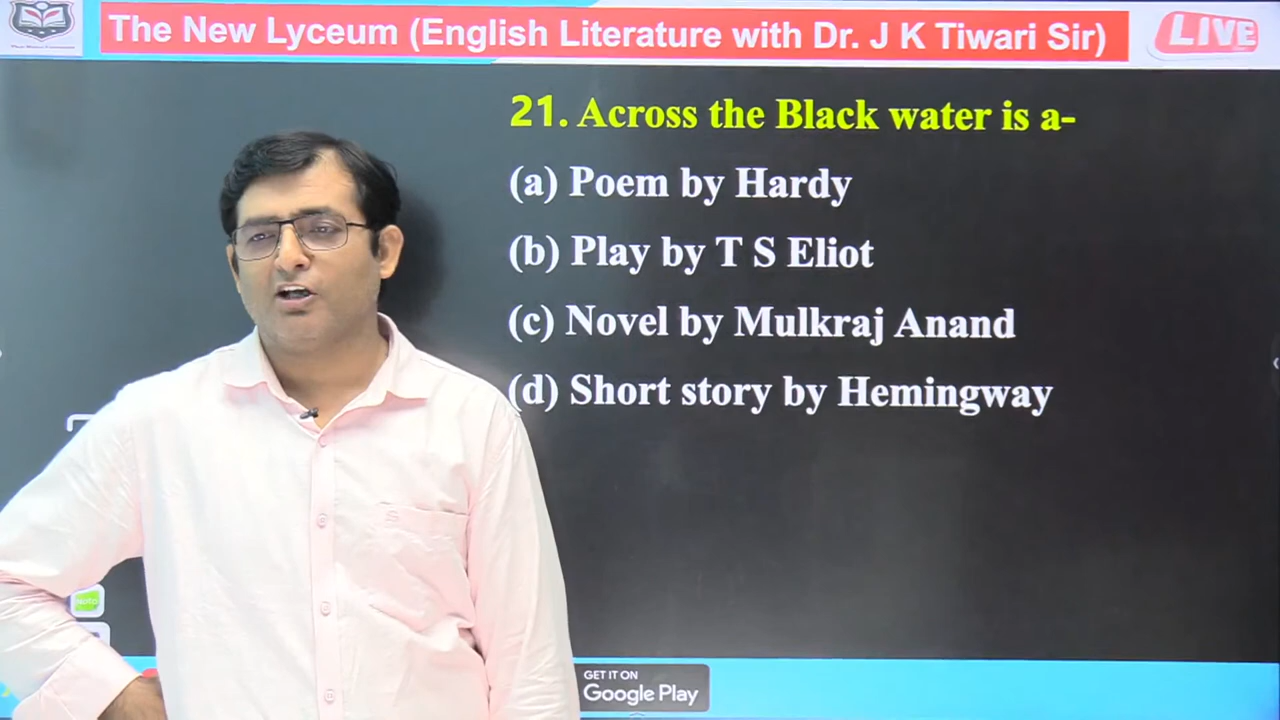 The New Lyceum (English Literature with Dr. J K Tiwari Sir)
LIVE
21. Across the Black water is a-
(a) Poem by Hardy
(b) Play by T S Eliot
(c) Novel by Mulkraj Anand
(d) Short story by Hemingway
GET IT ON
Google Play